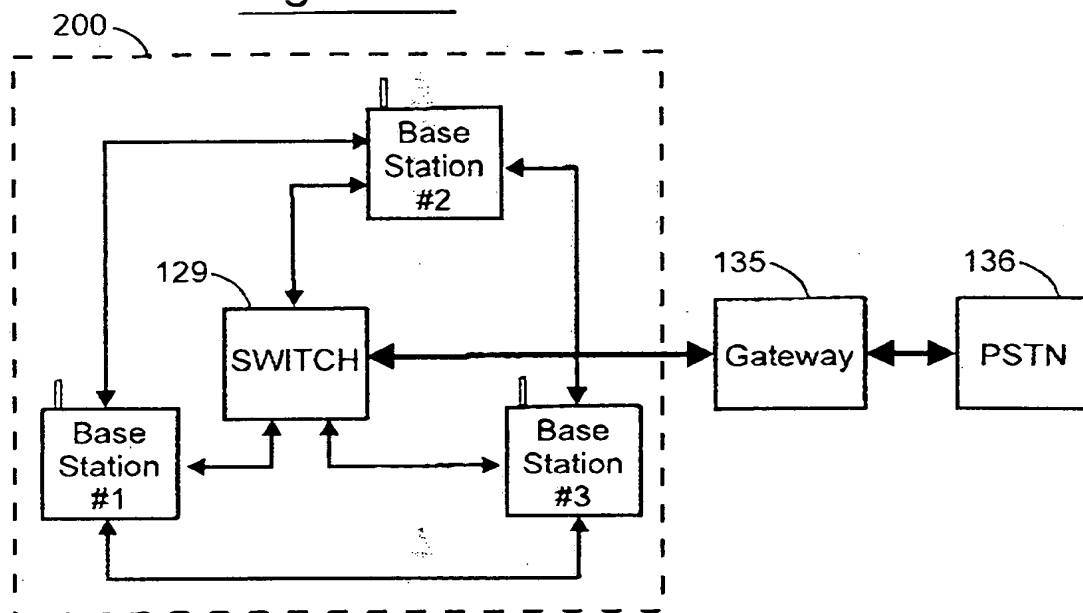 200
Base
Station
#2
129
SWITCH
135
Gateway
136
PSTN
Base
Station
#1
Base
Station
#3